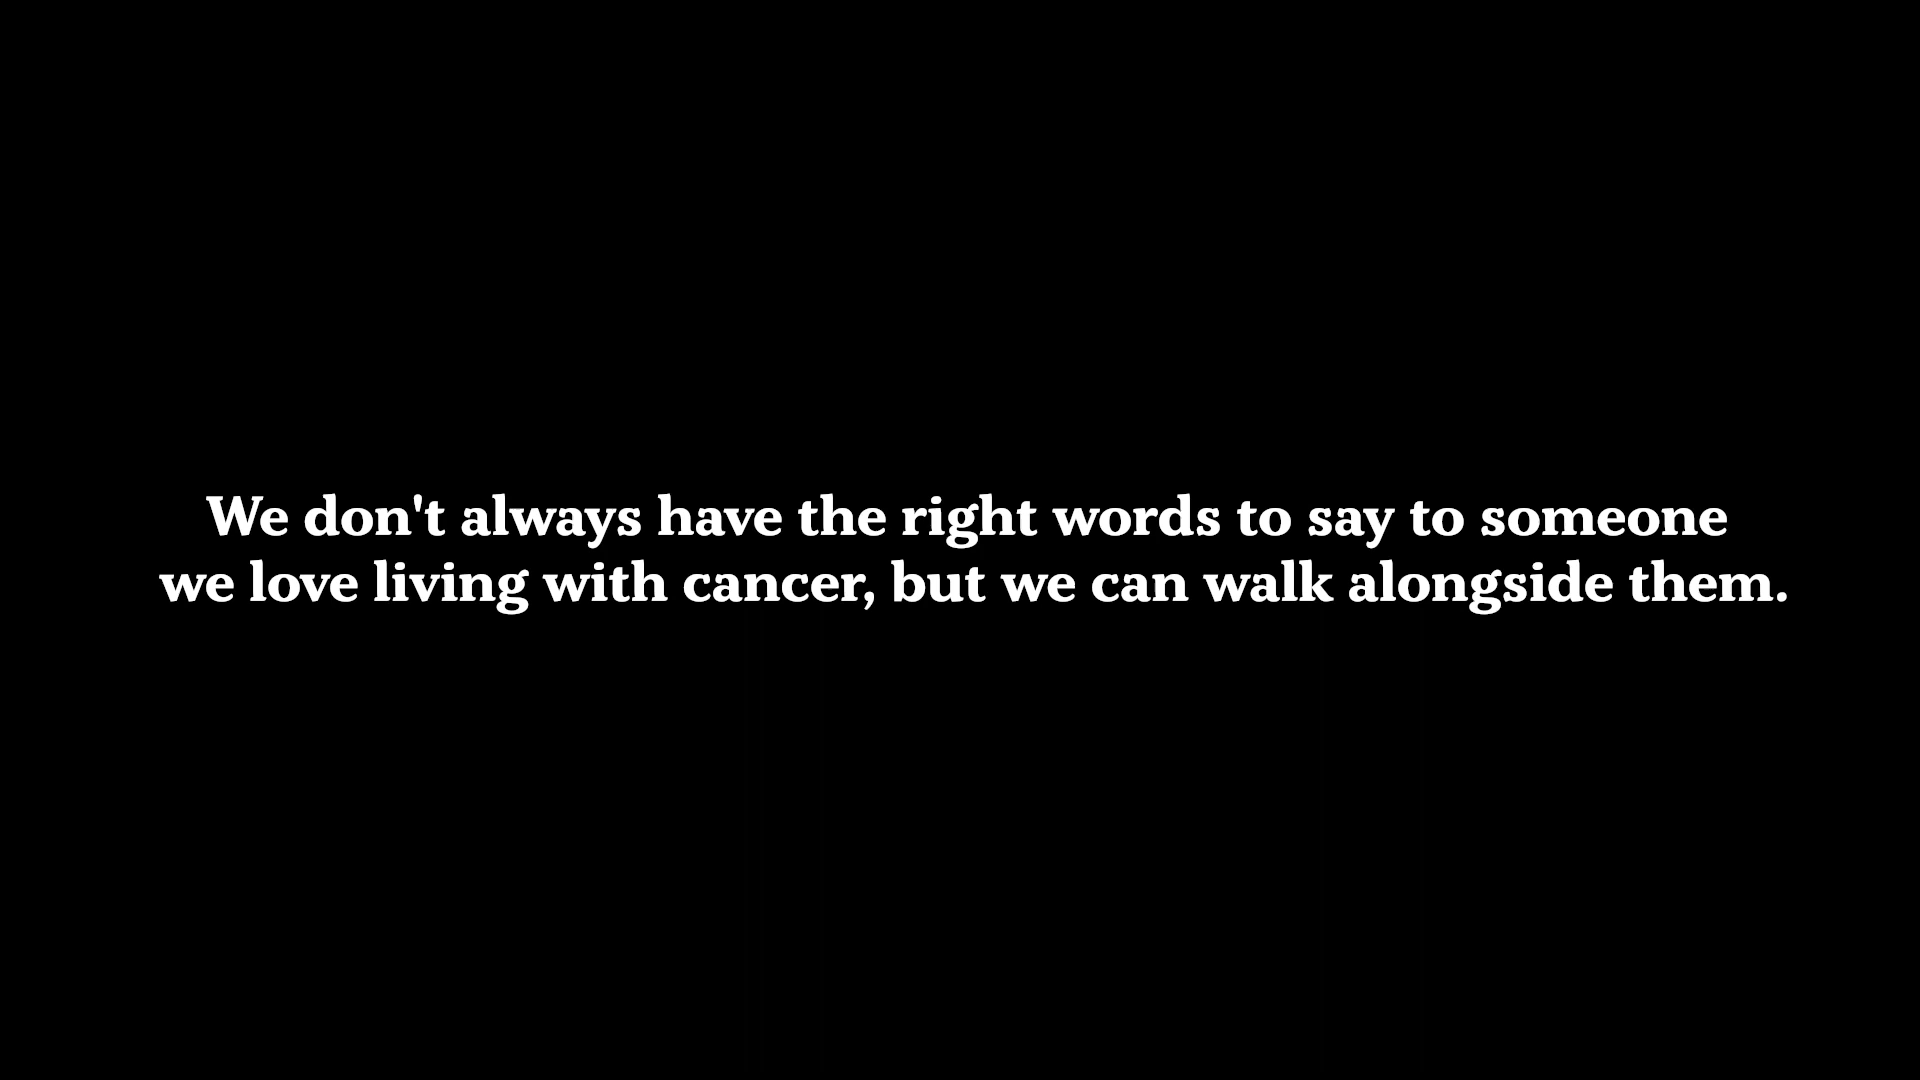 We don't always have the right words to say to someone
we love living with cancer, but we can walk alongside them.